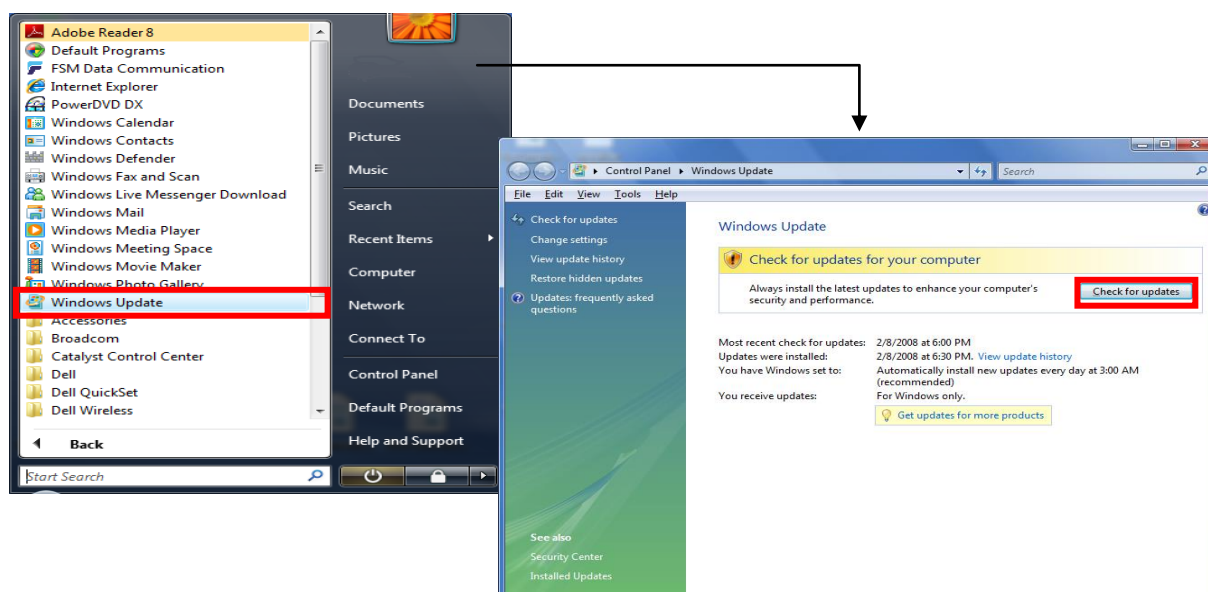 Adobe Reader 8
Default Programs
FSM Data Communication
Internet Explorer
PowerDVD DX
Windows Calendar
Windows Contacts
Windows Defender
Windows Fax and Scan
Windows Live Messenger Download
Windows Mail
Windows Media Player
Windows Meeting Space
Windows Movie Maker
Windows Photo Gallery
Windows Update
Accessories
Broadcom
Catalyst Control Center
Dell
Dell QuickSet
Dell Wireless
Back
Start Search
Documents
Pictures
Music
Search
Recent Items
Computer
Network
Connect To
Control Panel
Default Programs
Help and Support
Control Panel ▸ Windows Update
Search
File Edit View Tools Help
Check for updates
Change settings
View update history
Restore hidden updates
Updates: frequently asked
questions
See also
Security Center
Installed Updates
Windows Update
Check for updates for your computer
Always install the latest updates to enhance your computer's
security and performance.
Check for updates
Most recent check for updates: 2/8/2008 at 6:00 PM
Updates were installed: 2/8/2008 at 6:30 PM. View update history
You have Windows set to: Automatically install new updates every day at 3:00 AM
(recommended)
You receive updates: For Windows only.
Get updates for more products